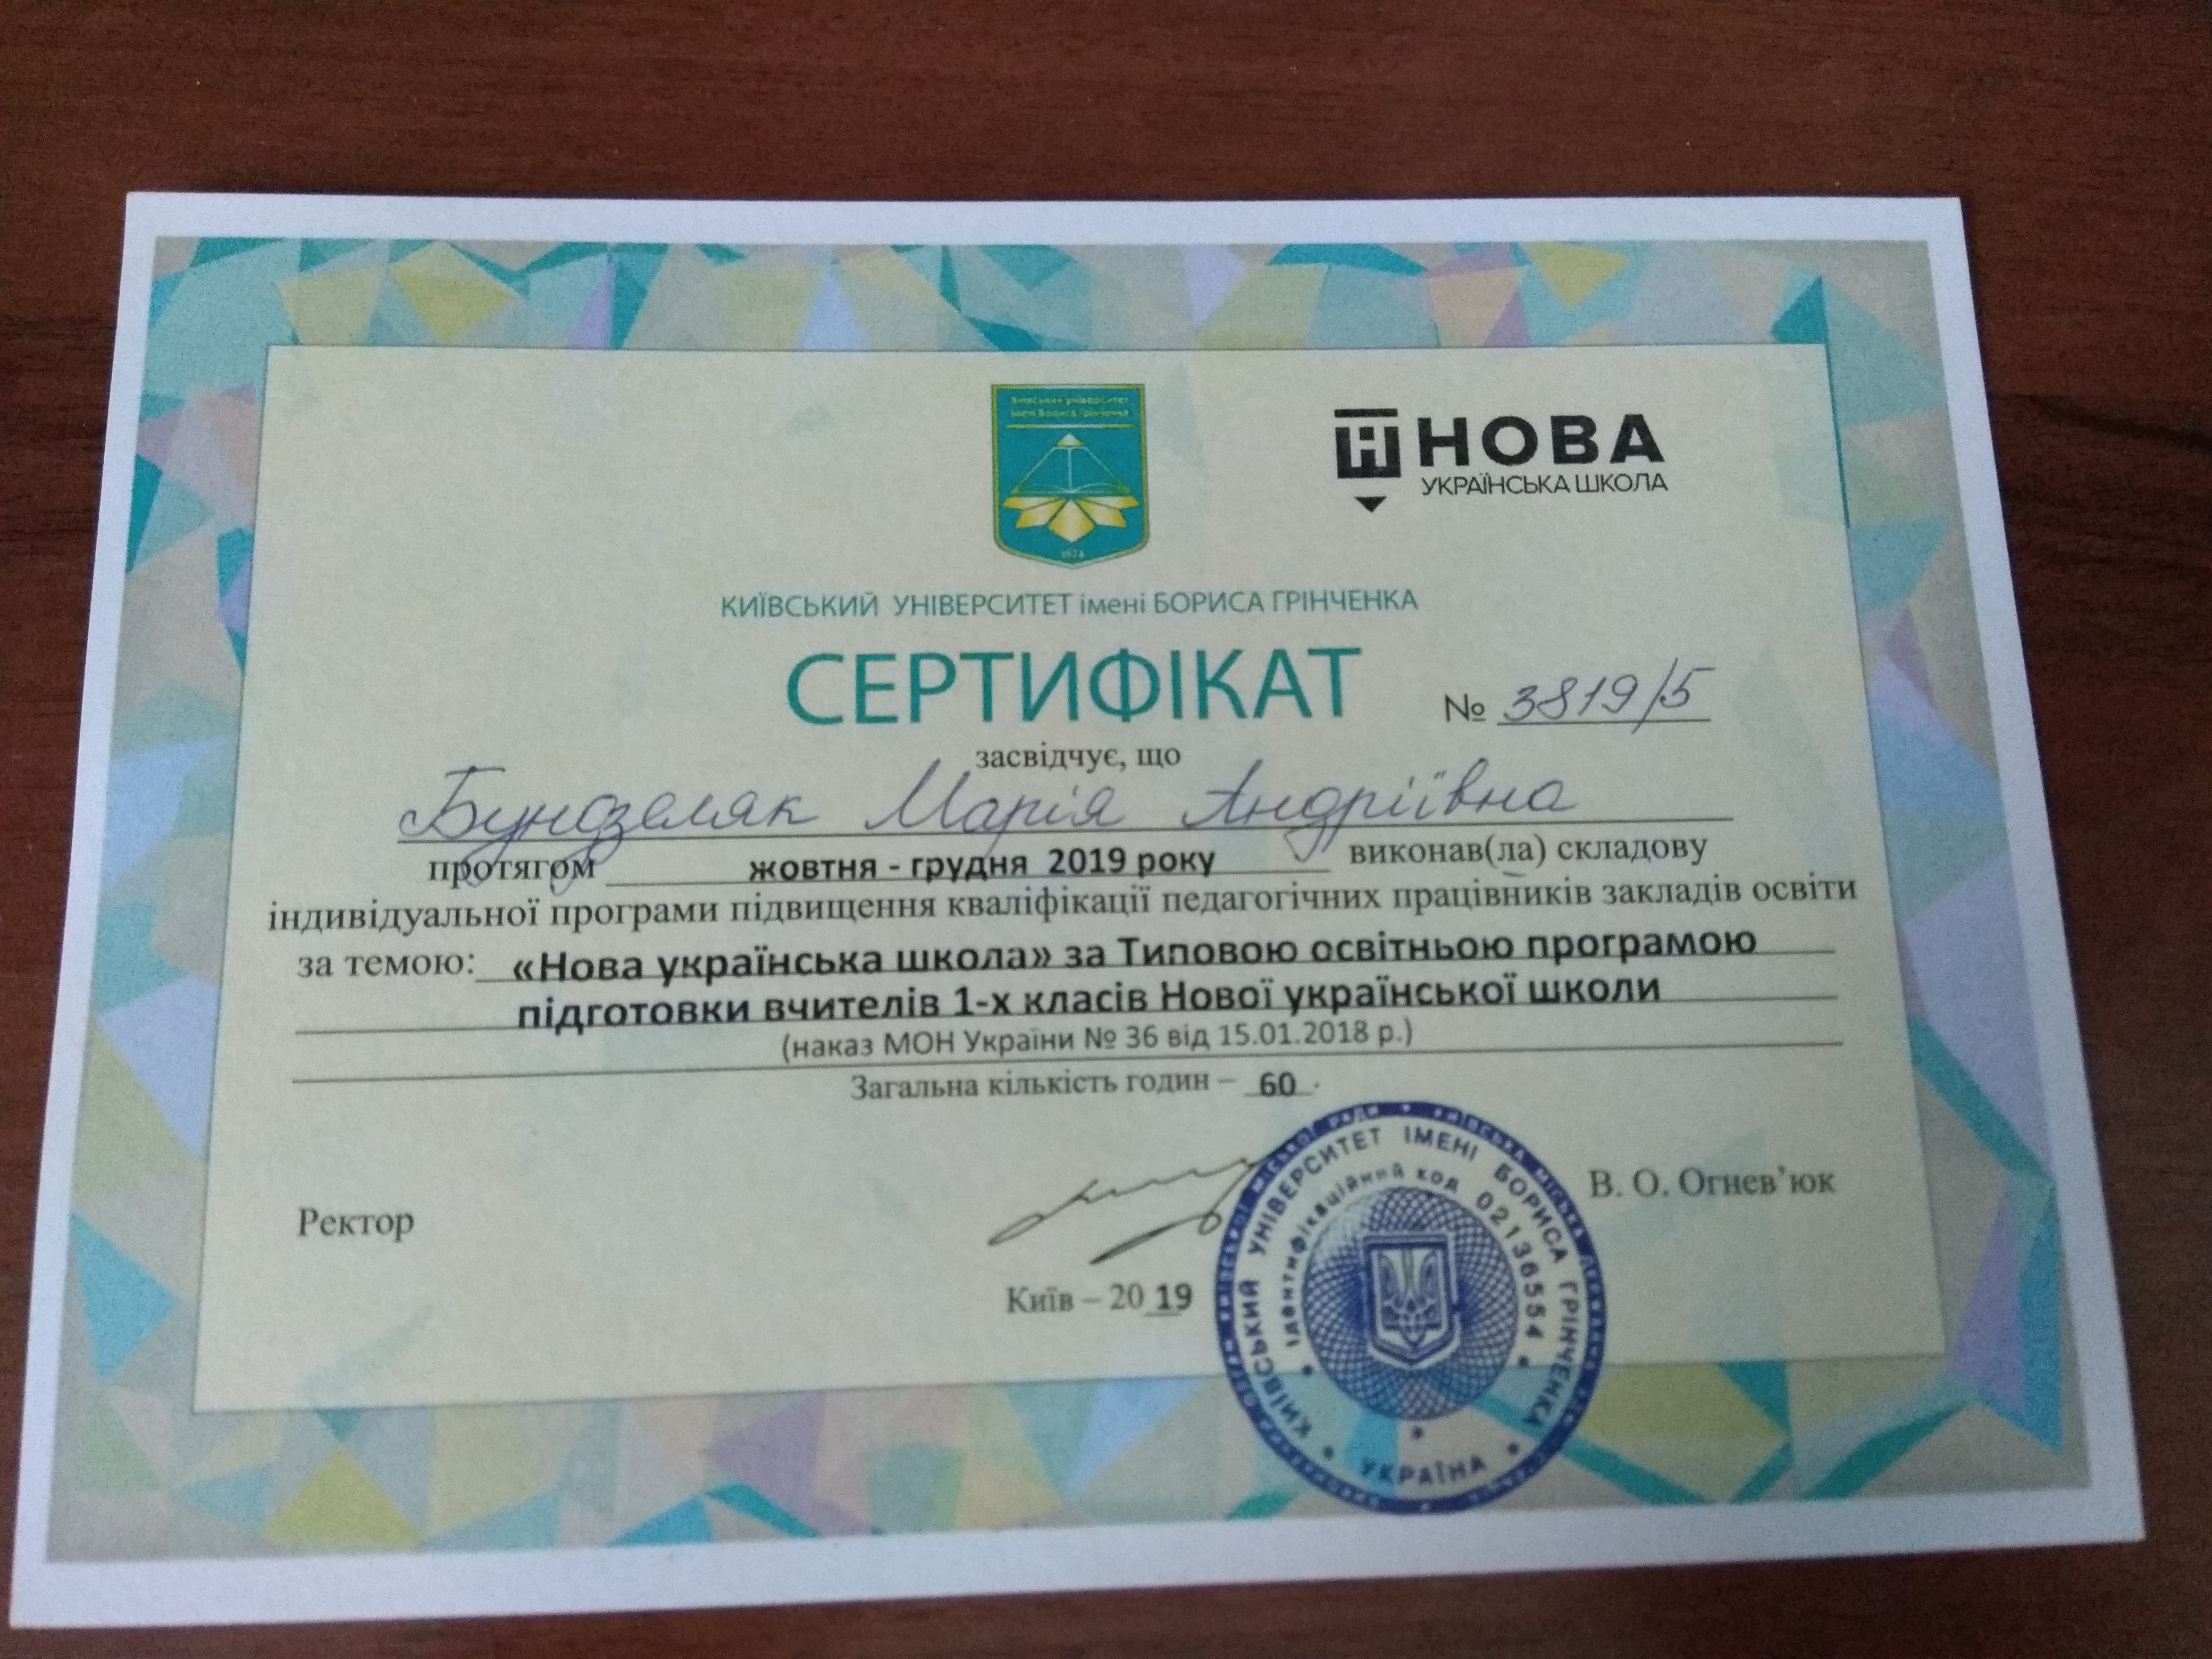 Київський університет
імені Бориса Грінченка
НОВА
УКРАЇНСЬКА ШКОЛА
КИЇВСЬКИЙ УНІВЕРСИТЕТ імені БОРИСА ГРІНЧЕНКА
СЕРТИФІКАТ
№ 3819/5
засвідчує, що
Бундзеляк Марія Андріївна
протягом жовтня - грудня 2019 року виконав(ла) складову
індивідуальної програми підвищення кваліфікації педагогічних працівників закладів освіти
за темою: «Нова українська школа» за Типовою освітньою програмою
підготовки вчителів 1-х класів Нової української школи
(наказ МОН України № 36 від 15.01.2018 р.)
Загальна кількість годин – 60
Ректор
В. О. Огнев'юк
Київ – 2019
КИЇВСЬКИЙ УНІВЕРСИТЕТ ІМЕНІ БОРИСА ГРІНЧЕНКА
Ідентифікаційний код 02136554
УКРАЇНА